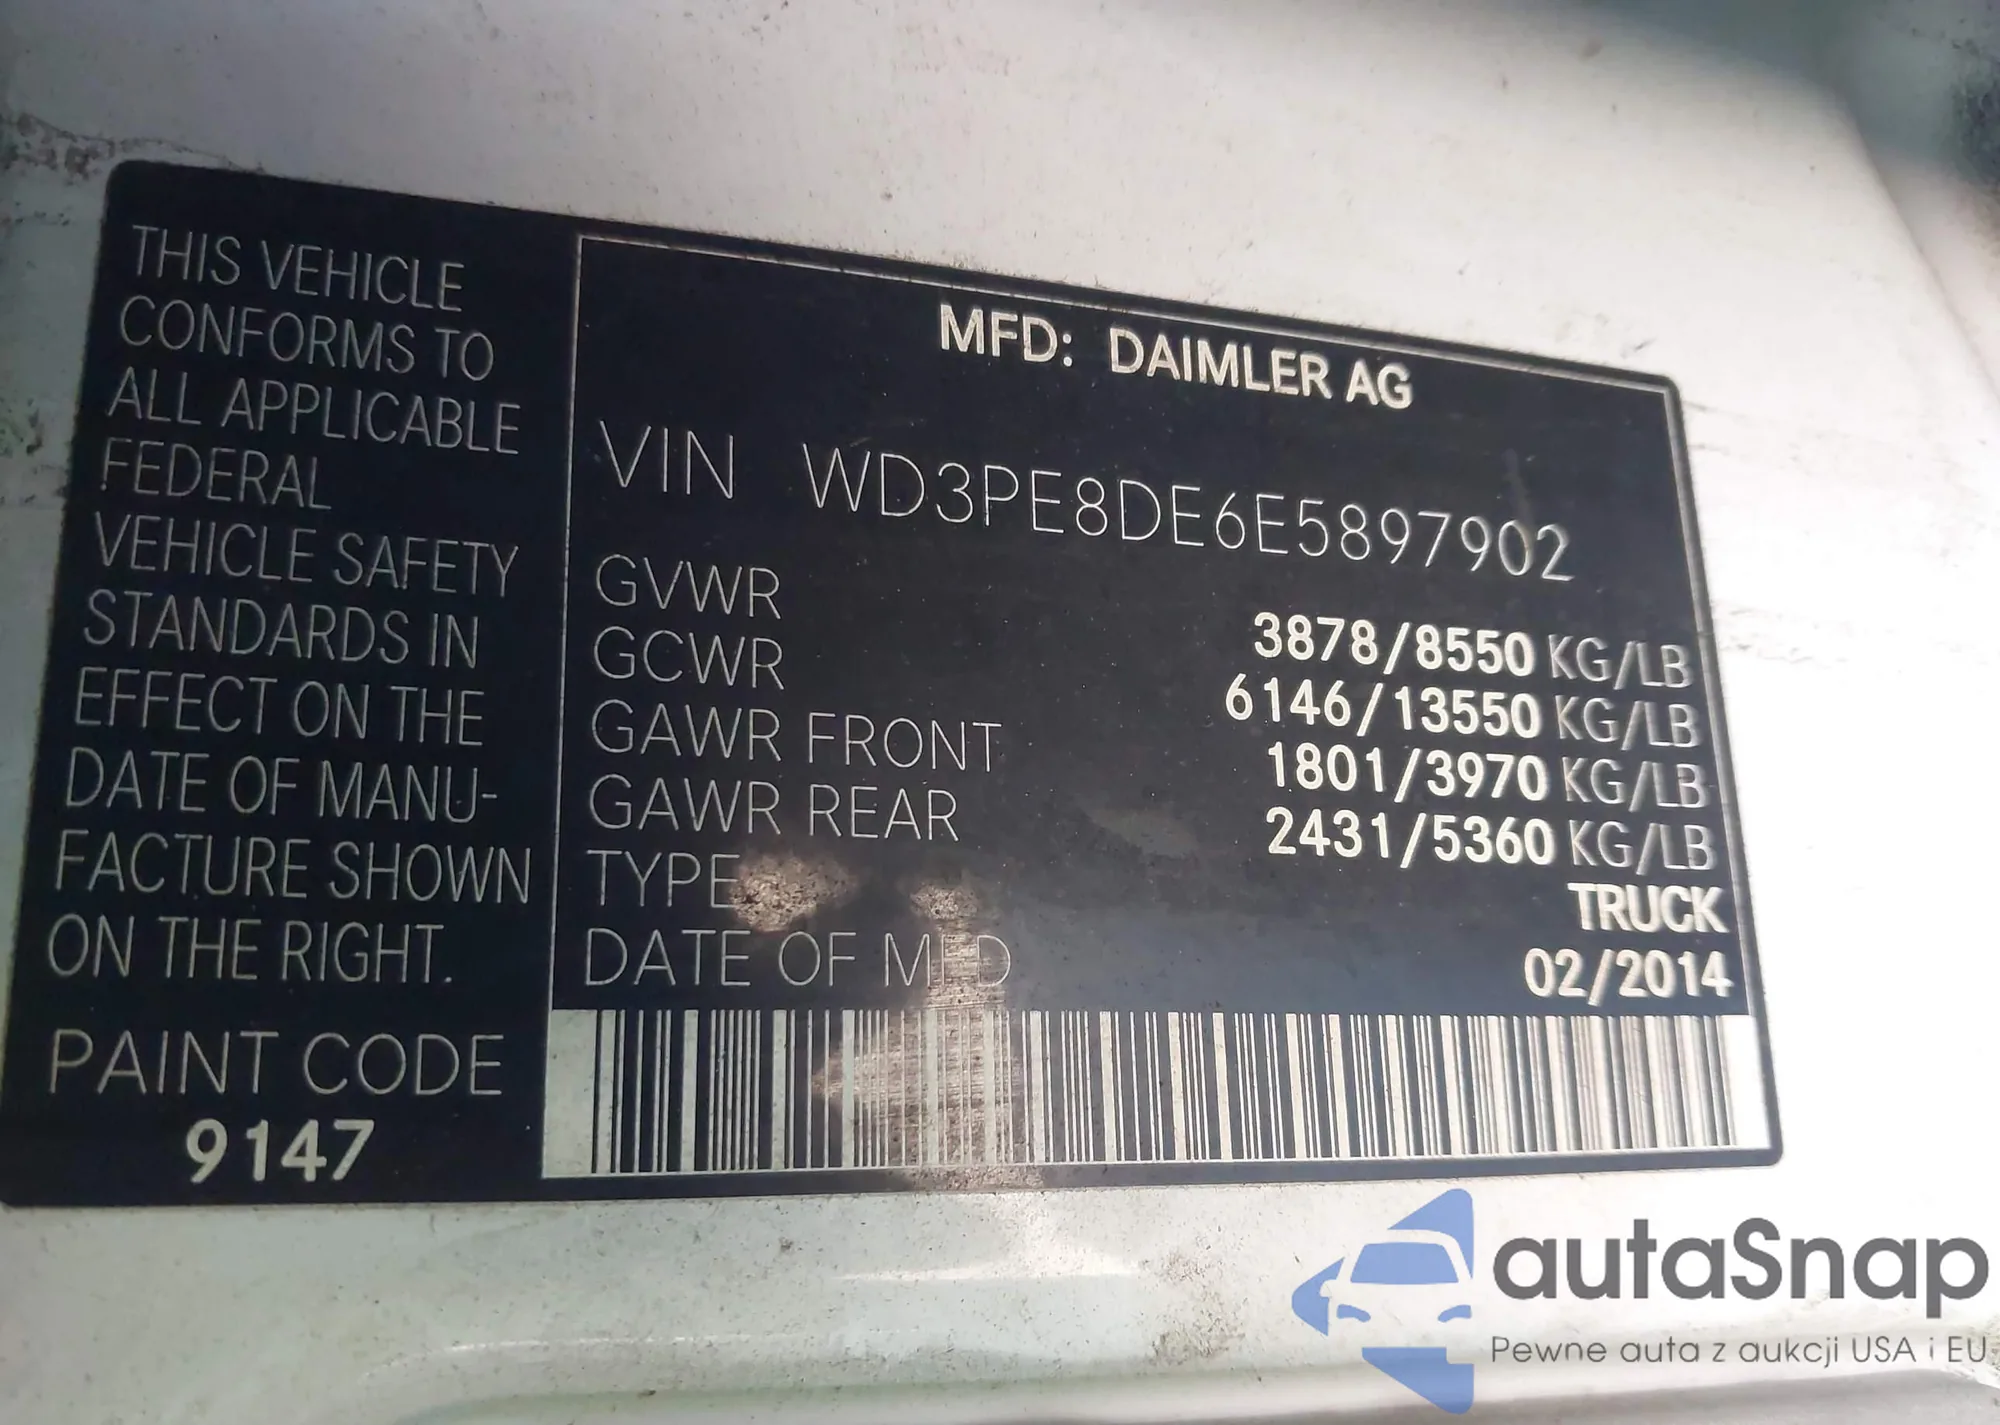 THIS VEHICLE
CONFORMS TO
ALL APPLICABLE
FEDERAL
VEHICLE SAFETY
STANDARDS IN
EFFECT ON THE
DATE OF MANU-
FACTURE SHOWN
ON THE RIGHT.
PAINT CODE
9147
MFD: DAIMLER AG
VIN WD3PE8DE6E5897902
GVWR 3878/8550 KG/LB
GCWR 6146/13550 KG/LB
GAWR FRONT 1801/3970 KG/LB
GAWR REAR 2431/5360 KG/LB
TYPE TRUCK
DATE OF MFD 02/2014
autaSnap
Pewne auta z aukcji USA i EU